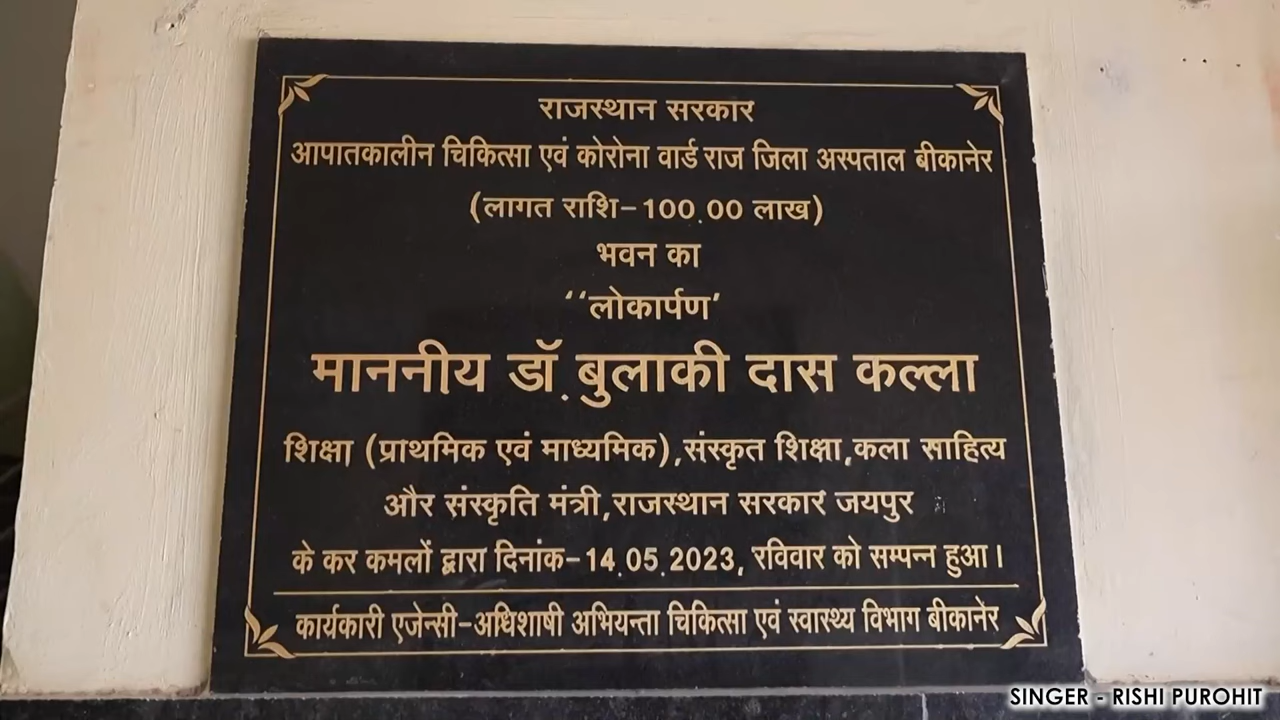 राजस्थान सरकार
आपातकालीन चिकित्सा एवं कोरोना वार्ड राज जिला अस्पताल बीकानेर
(लागत राशि-100.00 लाख)
भवन का
‘‘लोकार्पण’
माननीय डॉ.बुलाकी दास कल्ला
शिक्षा (प्राथमिक एवं माध्यमिक),संस्कृत शिक्षा,कला साहित्य
और संस्कृति मंत्री,राजस्थान सरकार जयपुर
के कर कमलों द्वारा दिनांक-14.05.2023, रविवार को सम्पन्न हुआ।
कार्यकारी एजेन्सी-अधिशाषी अभियन्ता चिकित्सा एवं स्वास्थ्य विभाग बीकानेर
SINGER - RISHI PUROHIT